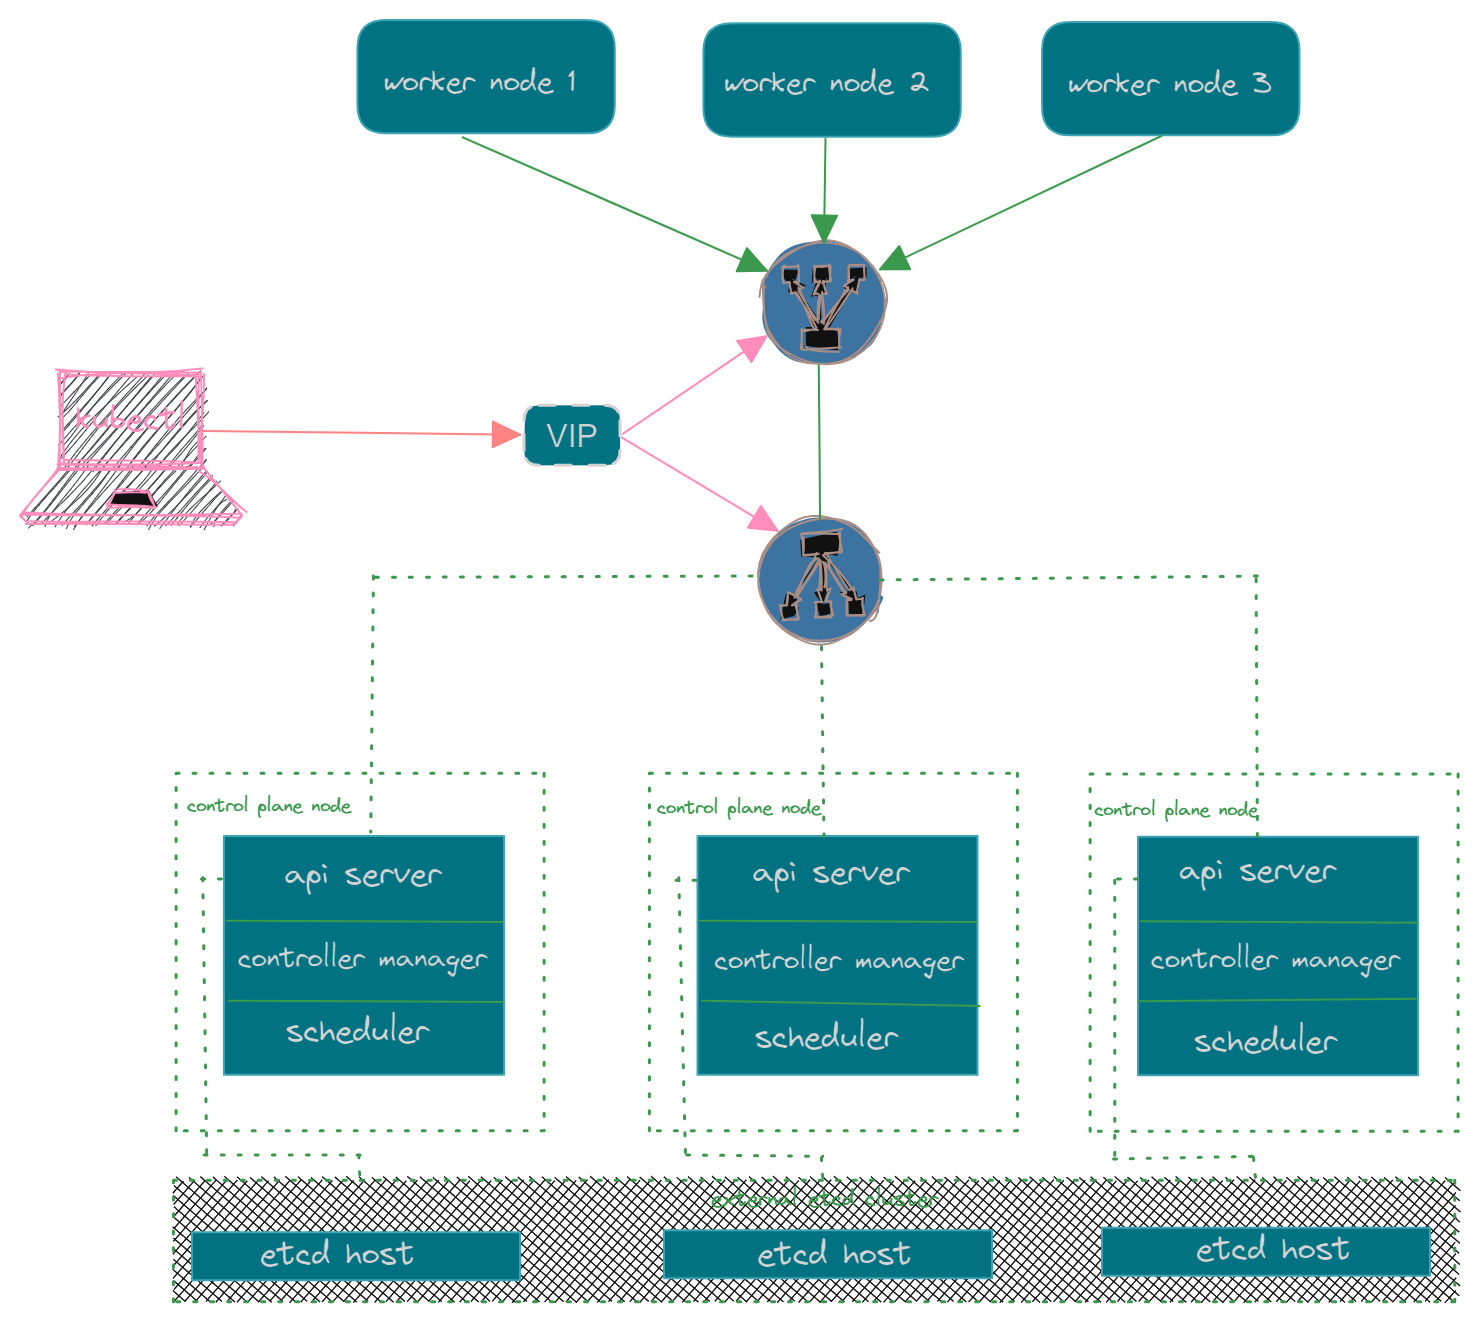 worker node 1
worker node 2
worker node 3
kubectl
VIP
control plane node
control plane node
control plane node
api server
api server
api server
controller manager
controller manager
controller manager
scheduler
scheduler
scheduler
external etcd cluster
etcd host
etcd host
etcd host